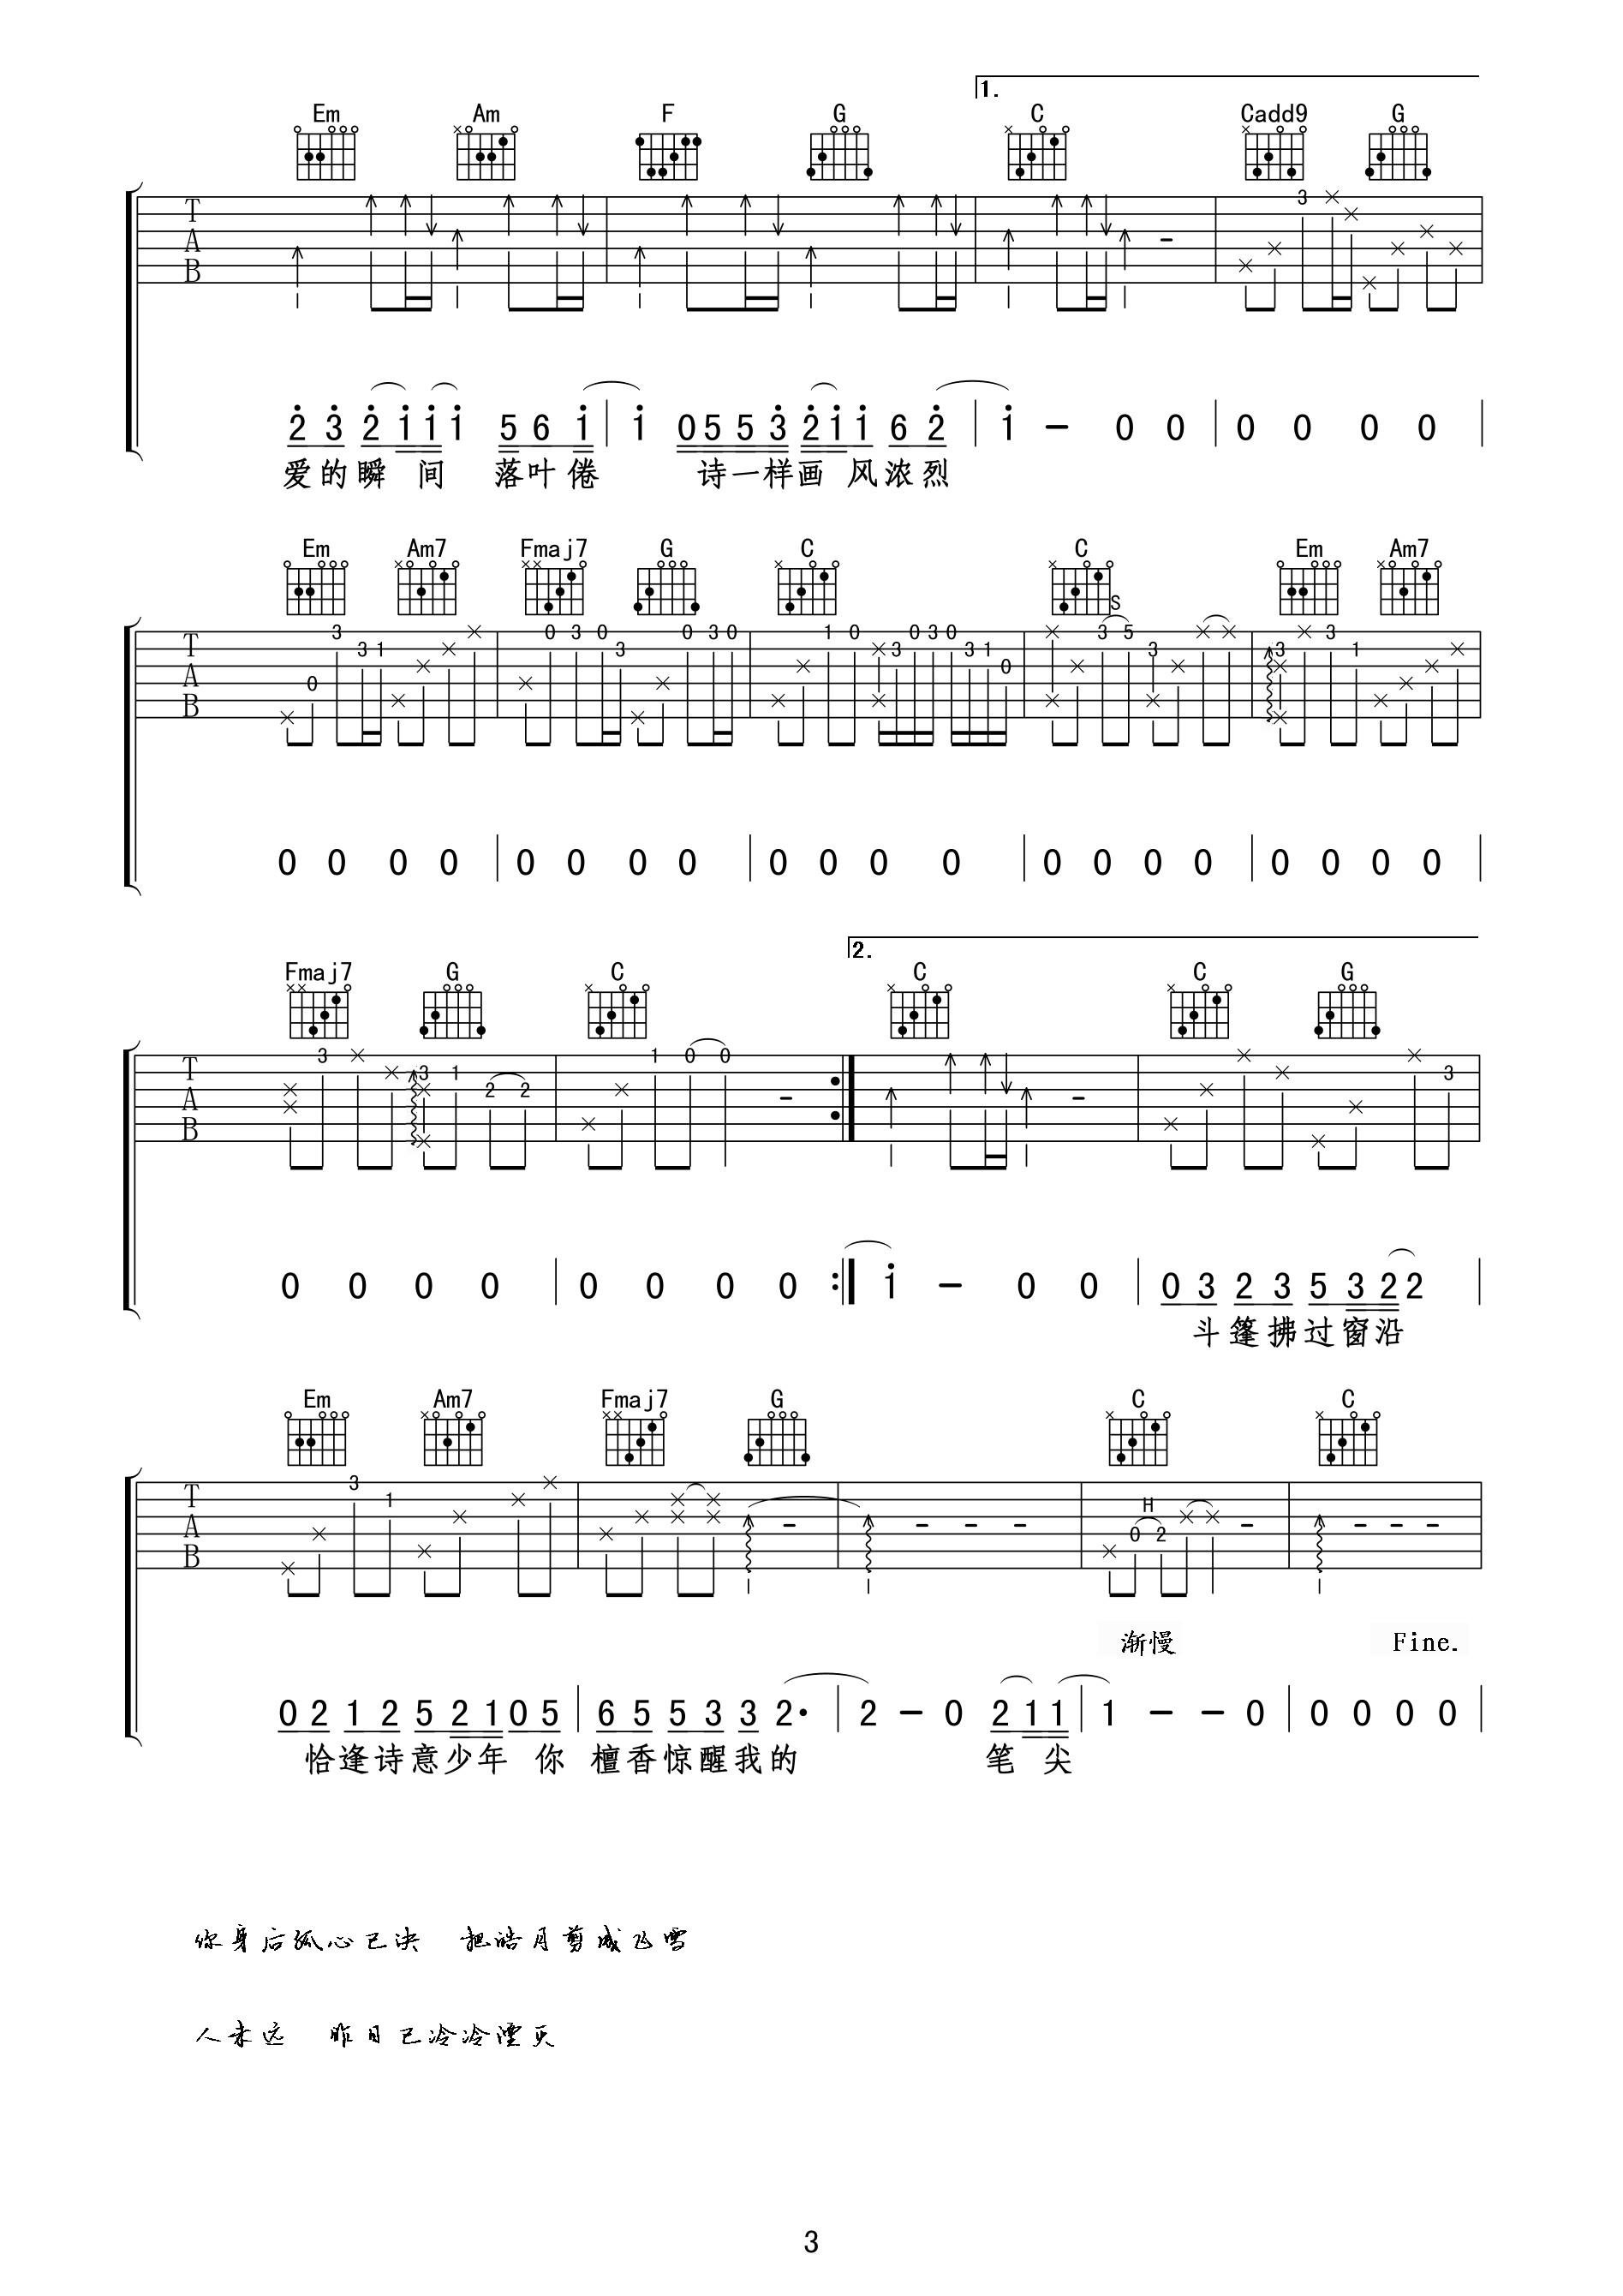 1.
Em Am F G C Cadd9 G
T A B 3
2 3 2 1 1 1 5 6 1 | 1 0 5 5 3 2 1 1 6 2 | 1 - 0 0 | 0 0 0 0 |
爱的瞬间 落叶倦 诗一样画风浓烈
Em Am7 Fmaj7 G C C Em Am7
S
T A B 0 3 3 1 0 3 0 3 0 3 0 1 0 3 0 3 0 3 1 0 3 5 3 3 3 1
0 0 0 0 | 0 0 0 0 | 0 0 0 0 | 0 0 0 0 | 0 0 0 0 |
2.
Fmaj7 G C C C G
T A B 3 3 1 2 2 1 0 0 3
0 0 0 0 | 0 0 0 0 :| 1 - 0 0 | 0 3 2 3 5 3 2 2 |
斗篷拂过窗沿
Em Am7 Fmaj7 G C C
H
T A B 3 1 0 2
渐慢 Fine.
0 2 1 2 5 2 1 0 5 | 6 5 5 3 3 2· | 2 - 0 2 1 1 | 1 - - 0 | 0 0 0 0 |
恰逢诗意少年 你 檀香惊醒我的 笔尖
你身后孤心已决 把皓月剪成飞雪
人未远 昨日已冷冷湮灭
3